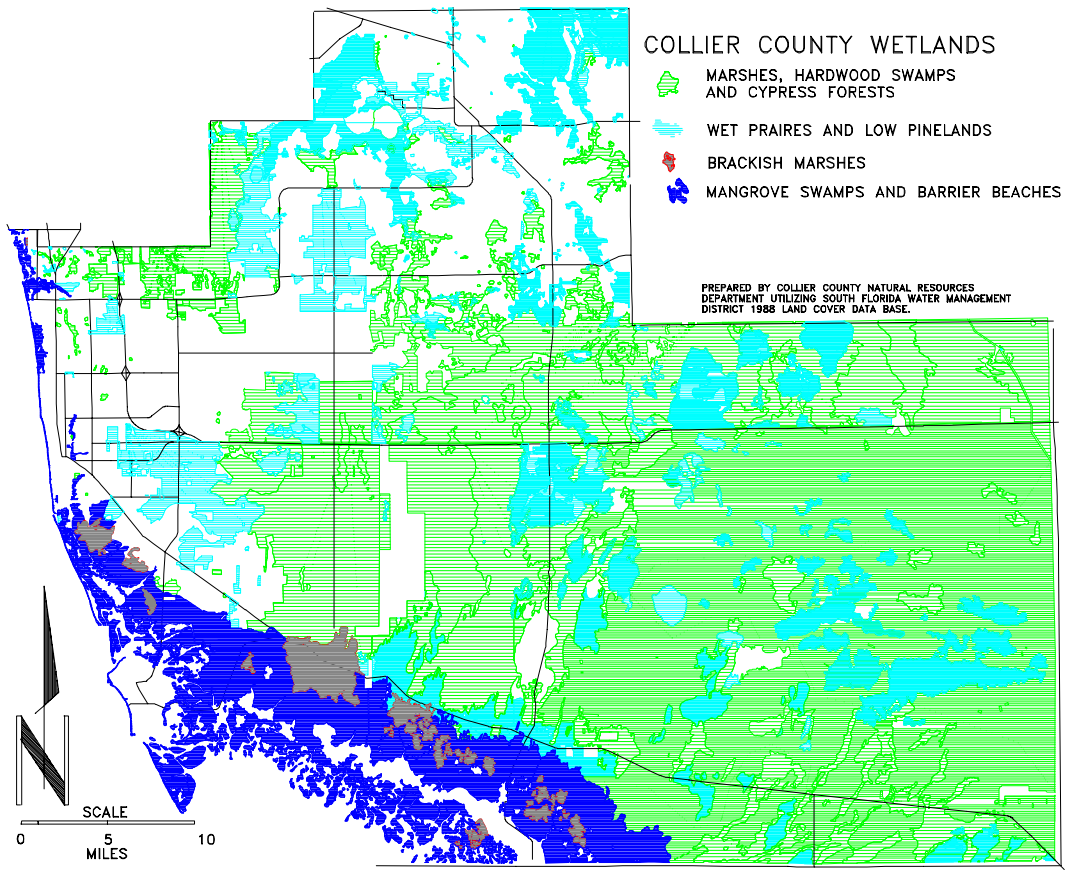 COLLIER COUNTY WETLANDS
MARSHES, HARDWOOD SWAMPS
AND CYPRESS FORESTS
WET PRAIRES AND LOW PINELANDS
BRACKISH MARSHES
MANGROVE SWAMPS AND BARRIER BEACHES
PREPARED BY COLLIER COUNTY NATURAL RESOURCES
DEPARTMENT UTILIZING SOUTH FLORIDA WATER MANAGEMENT
DISTRICT 1988 LAND COVER DATA BASE.
N
SCALE
0 5 10
MILES